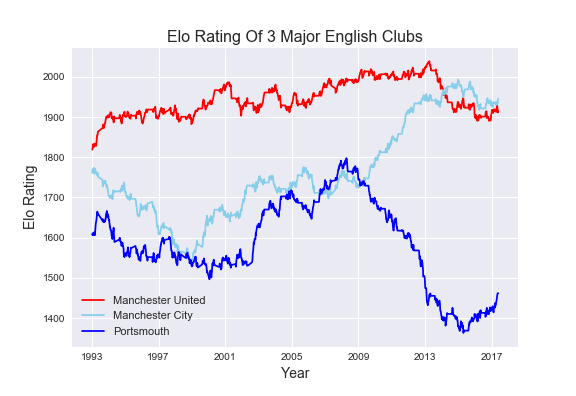 Elo Rating Of 3 Major English Clubs
Elo Rating
2000
1900
1800
1700
1600
1500
1400
Manchester United
Manchester City
Portsmouth
1993 1997 2001 2005 2009 2013 2017
Year